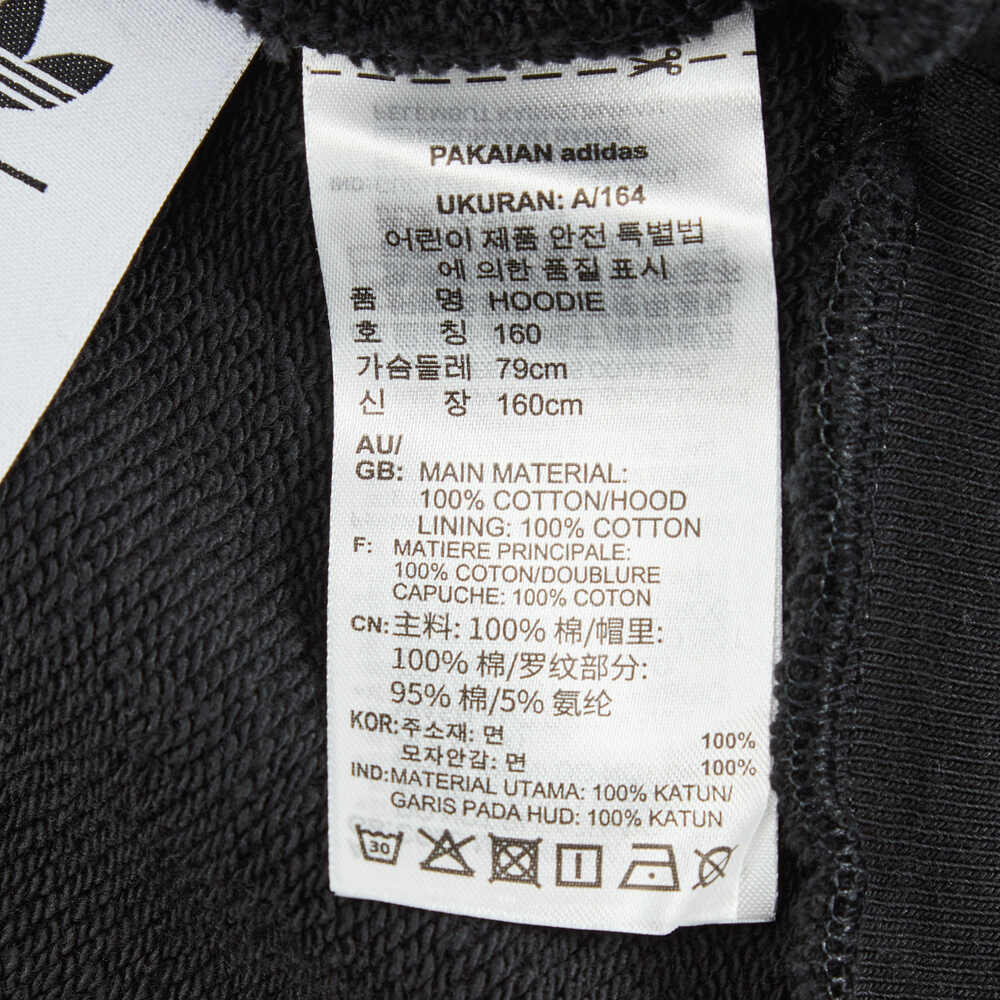 PAKAIAN adidas
UKURAN: A/164
어린이 제품 안전 특별법
에 의한 품질 표시
품 명 HOODIE
호 칭 160
가슴둘레 79cm
신 장 160cm
AU/
GB: MAIN MATERIAL:
100% COTTON/HOOD
LINING: 100% COTTON
F: MATIERE PRINCIPALE:
100% COTON/DOUBLURE
CAPUCHE: 100% COTON
CN: 主料: 100% 棉/帽里:
100% 棉/罗纹部分:
95% 棉/5% 氨纶
KOR: 주소재: 면 100%
모자안감: 면 100%
IND: MATERIAL UTAMA: 100% KATUN/
GARIS PADA HUD: 100% KATUN
30